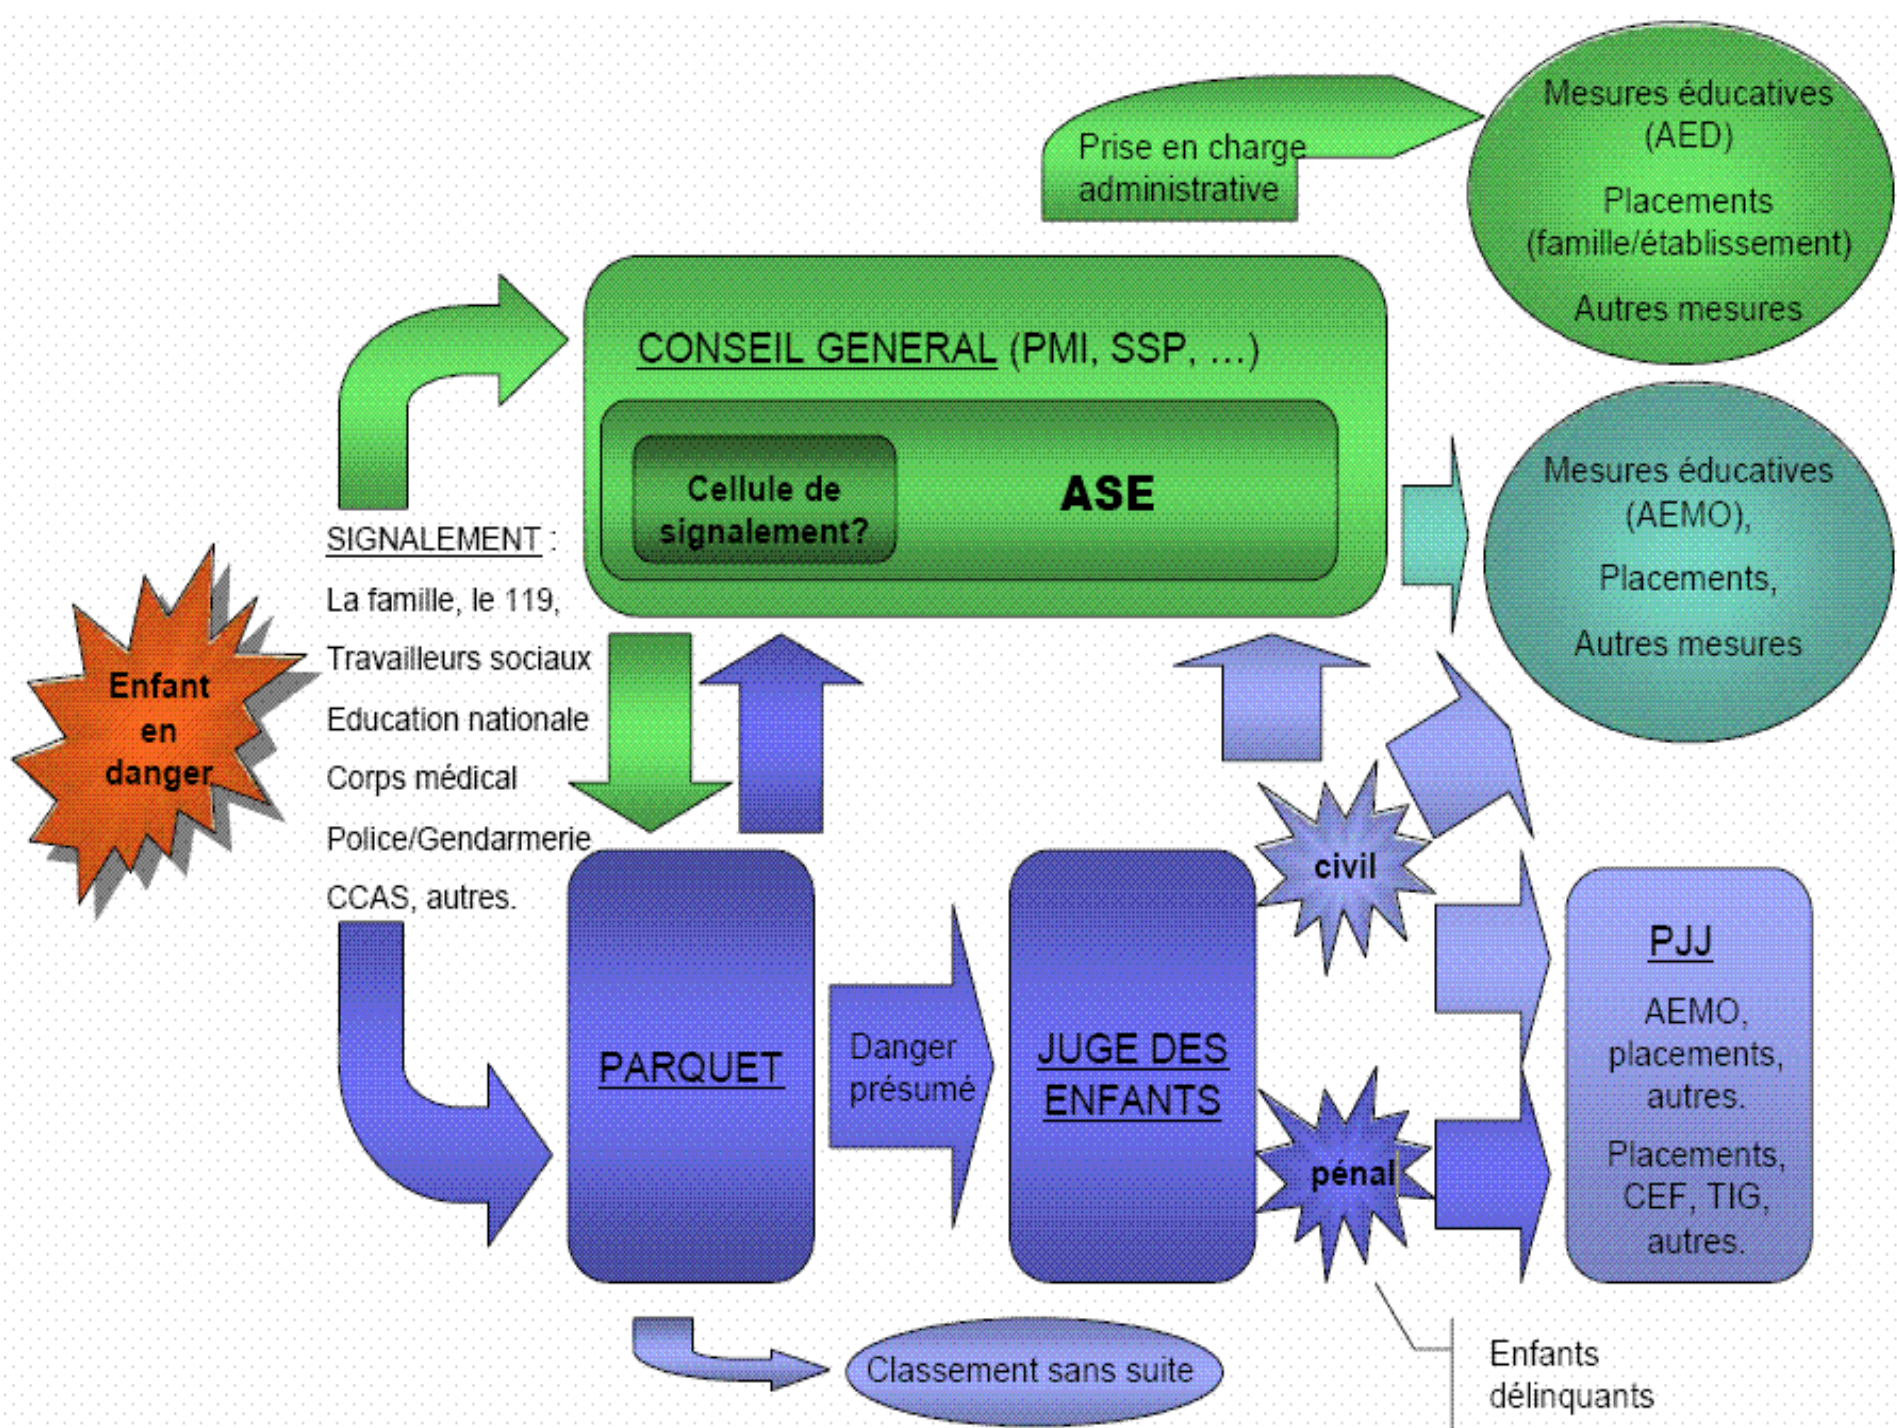 Mesures éducatives
(AED)
Placements
(famille/établissement)
Autres mesures
Prise en charge
administrative
CONSEIL GENERAL (PMI, SSP, …)
Cellule de
signalement?
ASE
Mesures éducatives
(AEMO),
Placements,
Autres mesures
SIGNALEMENT :
La famille, le 119,
Travailleurs sociaux
Education nationale
Corps médical
Police/Gendarmerie
CCAS, autres.
Enfant
en
danger
PARQUET
Danger
présumé
JUGE DES
ENFANTS
civil
pénal
PJJ
AEMO,
placements,
autres.
Placements,
CEF, TIG,
autres.
Classement sans suite
Enfants
délinquants